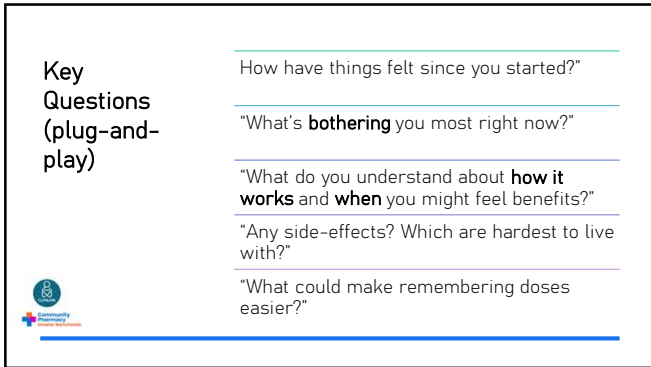 Key
Questions
(plug-and-
play)
How have things felt since you started?"
"What's bothering you most right now?"
"What do you understand about how it
works and when you might feel benefits?"
"Any side-effects? Which are hardest to live
with?"
"What could make remembering doses
easier?"
Community
Pharmacy
Greater Manchester